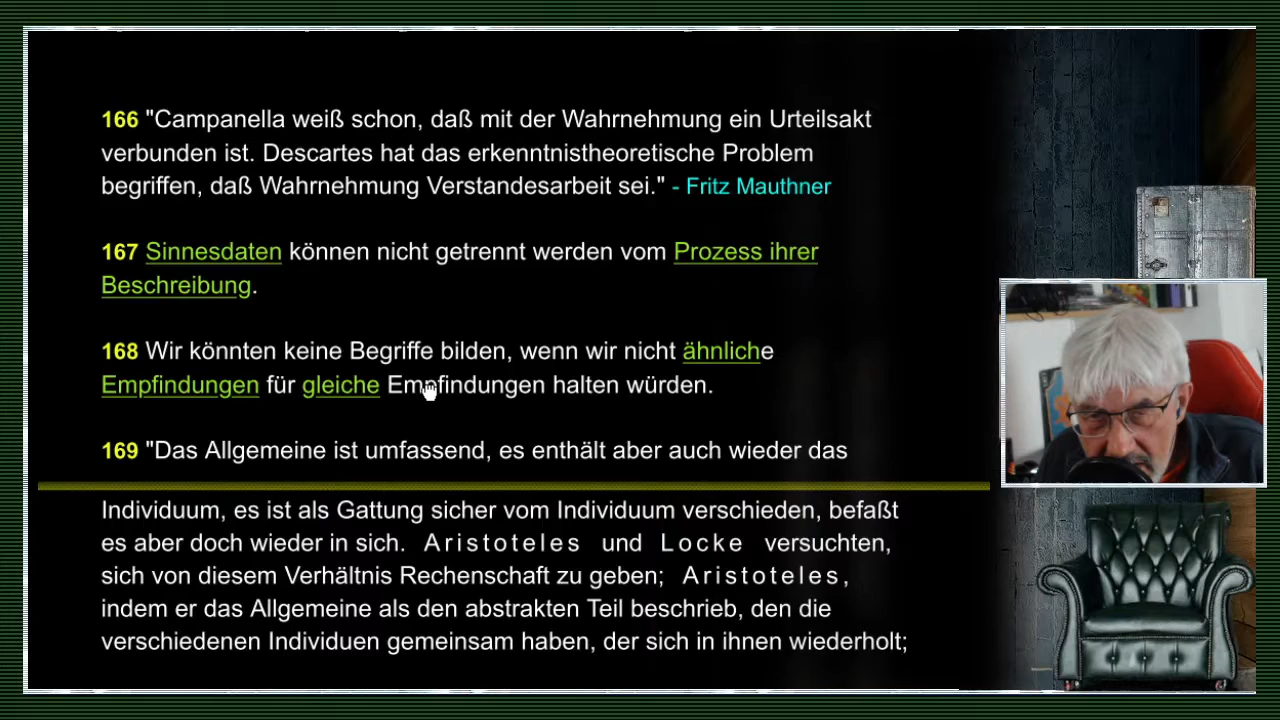 166 "Campanella weiß schon, daß mit der Wahrnehmung ein Urteilsakt
verbunden ist. Descartes hat das erkenntnistheoretische Problem
begriffen, daß Wahrnehmung Verstandesarbeit sei." - Fritz Mauthner
167 Sinnesdaten können nicht getrennt werden vom Prozess ihrer
Beschreibung.
168 Wir könnten keine Begriffe bilden, wenn wir nicht ähnliche
Empfindungen für gleiche Empfindungen halten würden.
169 "Das Allgemeine ist umfassend, es enthält aber auch wieder das
Individuum, es ist als Gattung sicher vom Individuum verschieden, befaßt
es aber doch wieder in sich. Aristoteles und Locke versuchten,
sich von diesem Verhältnis Rechenschaft zu geben; Aristoteles,
indem er das Allgemeine als den abstrakten Teil beschrieb, den die
verschiedenen Individuen gemeinsam haben, der sich in ihnen wiederholt;